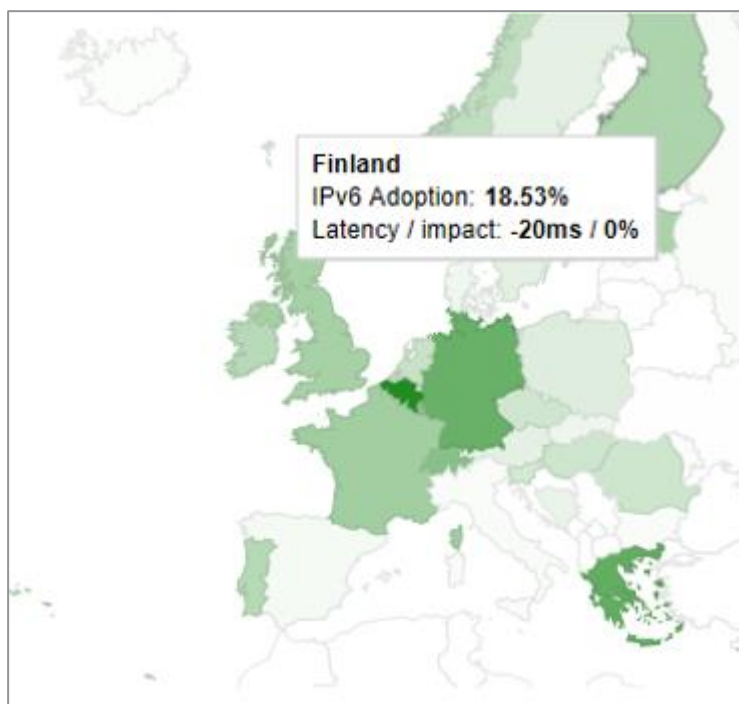 Finland
IPv6 Adoption: 18.53%
Latency / impact: -20ms / 0%